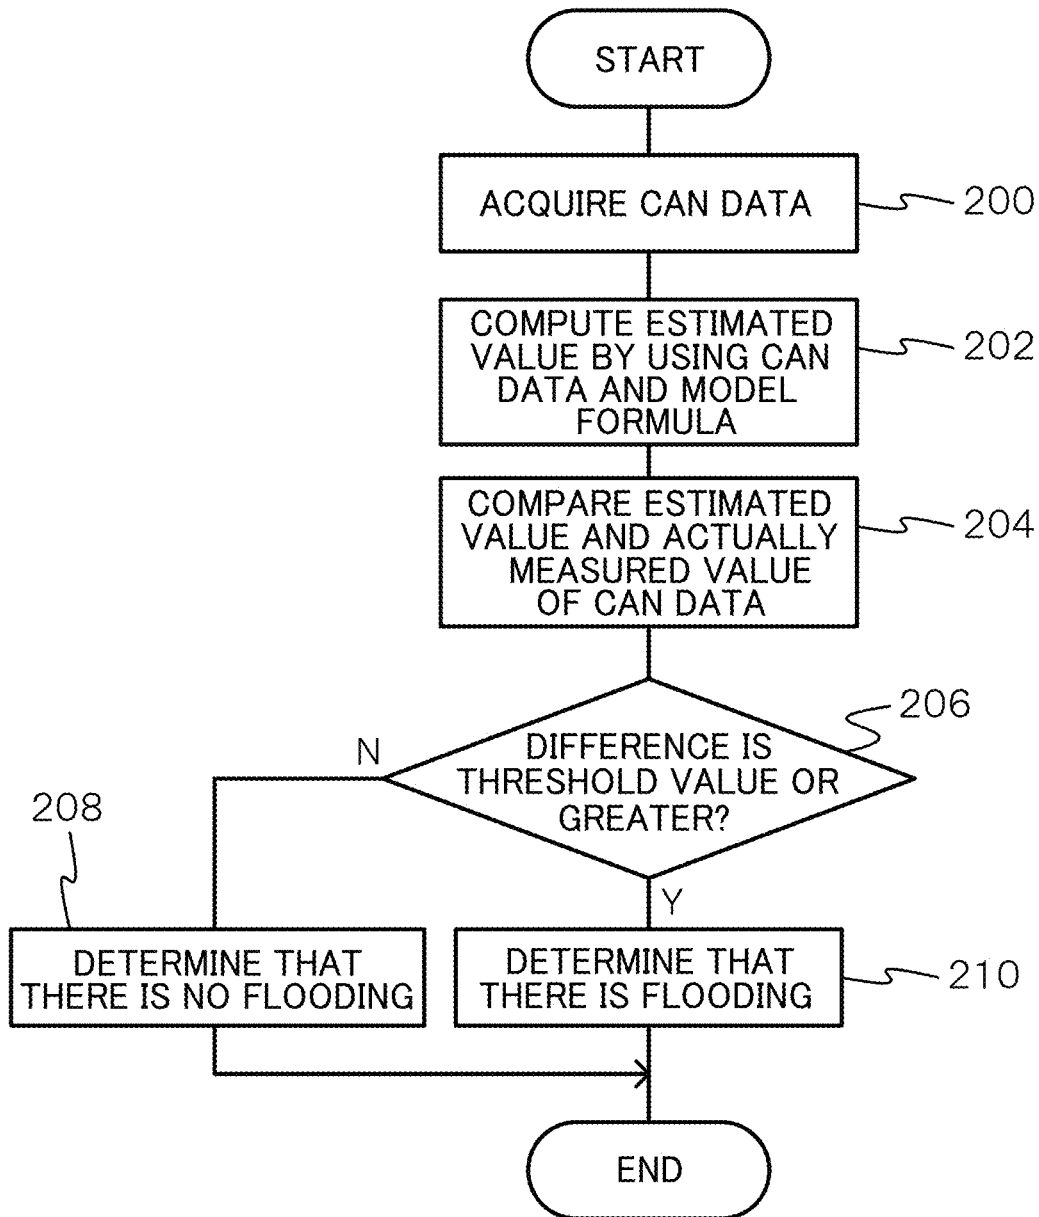 START
ACQUIRE CAN DATA
200
COMPUTE ESTIMATED
VALUE BY USING CAN
DATA AND MODEL
FORMULA
202
COMPARE ESTIMATED
VALUE AND ACTUALLY
MEASURED VALUE
OF CAN DATA
204
DIFFERENCE IS
THRESHOLD VALUE OR
GREATER?
206
N
Y
208
DETERMINE THAT
THERE IS NO FLOODING
DETERMINE THAT
THERE IS FLOODING
210
END